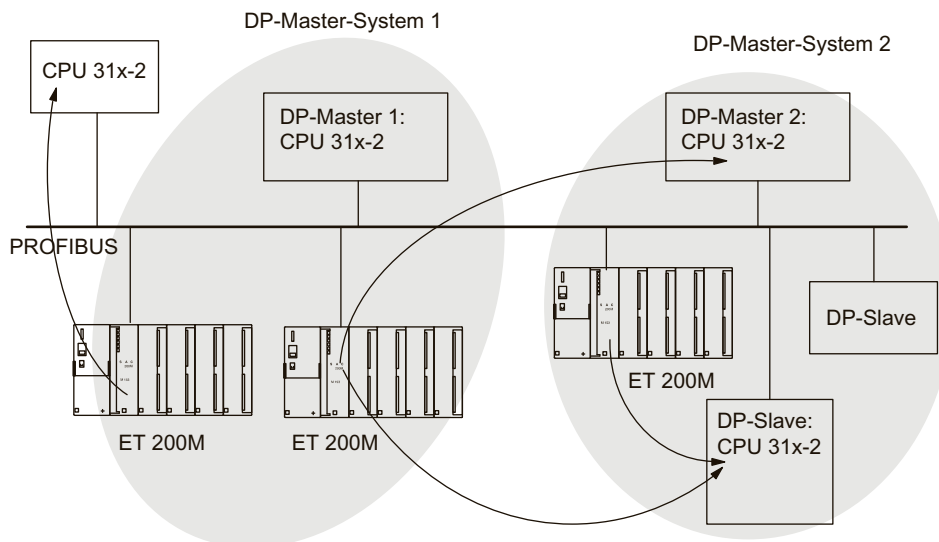 DP-Master-System 1
DP-Master-System 2
CPU 31x-2
DP-Master 1:
CPU 31x-2
DP-Master 2:
CPU 31x-2
PROFIBUS
DP-Slave
ET 200M
ET 200M
ET 200M
DP-Slave:
CPU 31x-2